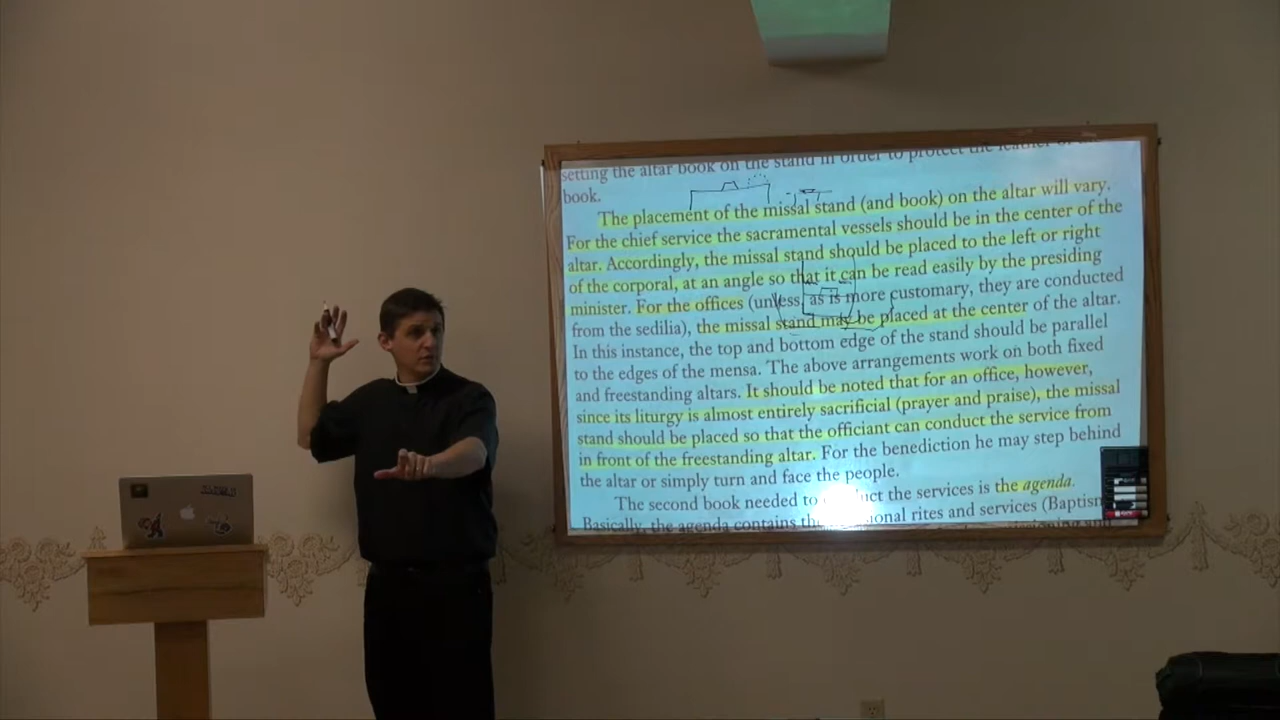 setting the altar book on the stand in order to protect the leather of the
book.
The placement of the missal stand (and book) on the altar will vary.
For the chief service the sacramental vessels should be in the center of the
altar. Accordingly, the missal stand should be placed to the left or right
of the corporal, at an angle so that it can be read easily by the presiding
minister. For the offices (unless, as is more customary, they are conducted
from the sedilia), the missal stand may be placed at the center of the altar.
In this instance, the top and bottom edge of the stand should be parallel
to the edges of the mensa. The above arrangements work on both fixed
and freestanding altars. It should be noted that for an office, however,
since its liturgy is almost entirely sacrificial (prayer and praise), the missal
stand should be placed so that the officiant can conduct the service from
in front of the freestanding altar. For the benediction he may step behind
the altar or simply turn and face the people.
The second book needed to conduct the services is the agenda.
Basically, the agenda contains the rites and services (Baptism,